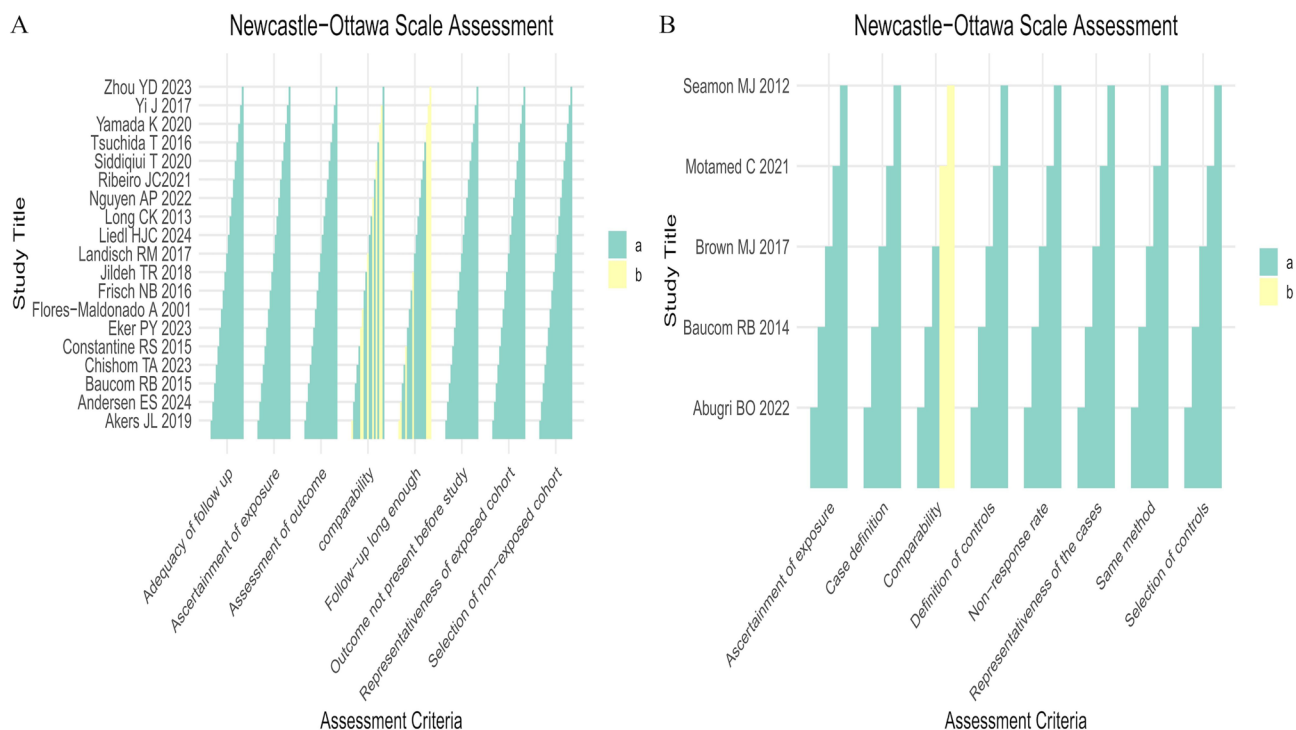 A
Newcastle-Ottawa Scale Assessment
Study Title
Zhou YD 2023
Yi J 2017
Yamada K 2020
Tsuchida T 2016
Siddiqiui T 2020
Ribeiro JC2021
Nguyen AP 2022
Long CK 2013
Liedl HJC 2024
Landisch RM 2017
Jildeh TR 2018
Frisch NB 2016
Flores-Maldonado A 2001
Eker PY 2023
Constantine RS 2015
Chishom TA 2023
Baucom RB 2015
Andersen ES 2024
Akers JL 2019
Adequacy of follow up
Ascertainment of exposure
Assessment of outcome
comparability
Follow-up long enough
Outcome not present before study
Representativeness of exposed cohort
Selection of non-exposed cohort
Assessment Criteria
a
b
B
Newcastle-Ottawa Scale Assessment
Study Title
Seamon MJ 2012
Motamed C 2021
Brown MJ 2017
Baucom RB 2014
Abugri BO 2022
Ascertainment of exposure
Case definition
Comparability
Definition of controls
Non-response rate
Representativeness of the cases
Same method
Selection of controls
Assessment Criteria
a
b